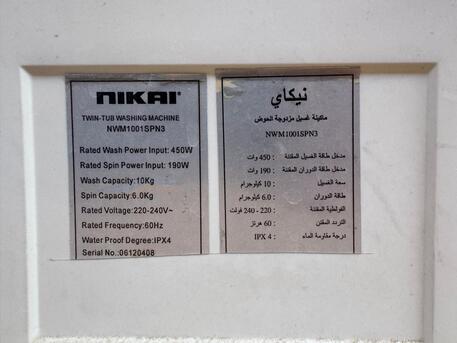 NIKAI
TWIN-TUB WASHING MACHINE
NWM1001SPN3
Rated Wash Power Input: 450W
Rated Spin Power Input: 190W
Wash Capacity:10Kg
Spin Capacity:6.0Kg
Rated Voltage:220-240V~
Rated Frequency:60Hz
Water Proof Degree:IPX4
Serial No.:06120408
نيكاي
ماكينة غسيل مزدوجة الحوض
NWM1001SPN3
مدخل طاقة الغسيل المقننة : 450 وات
مدخل طاقة الدوران المقننة : 190 وات
سعة الغسيل : 10 كيلوجرام
طاقة الدوران : 6.0 كيلوجرام
الفولطية المقننة : 220 - 240 فولت
التردد المقنن : 60 هرتز
درجة مقاومة الماء : IPX 4